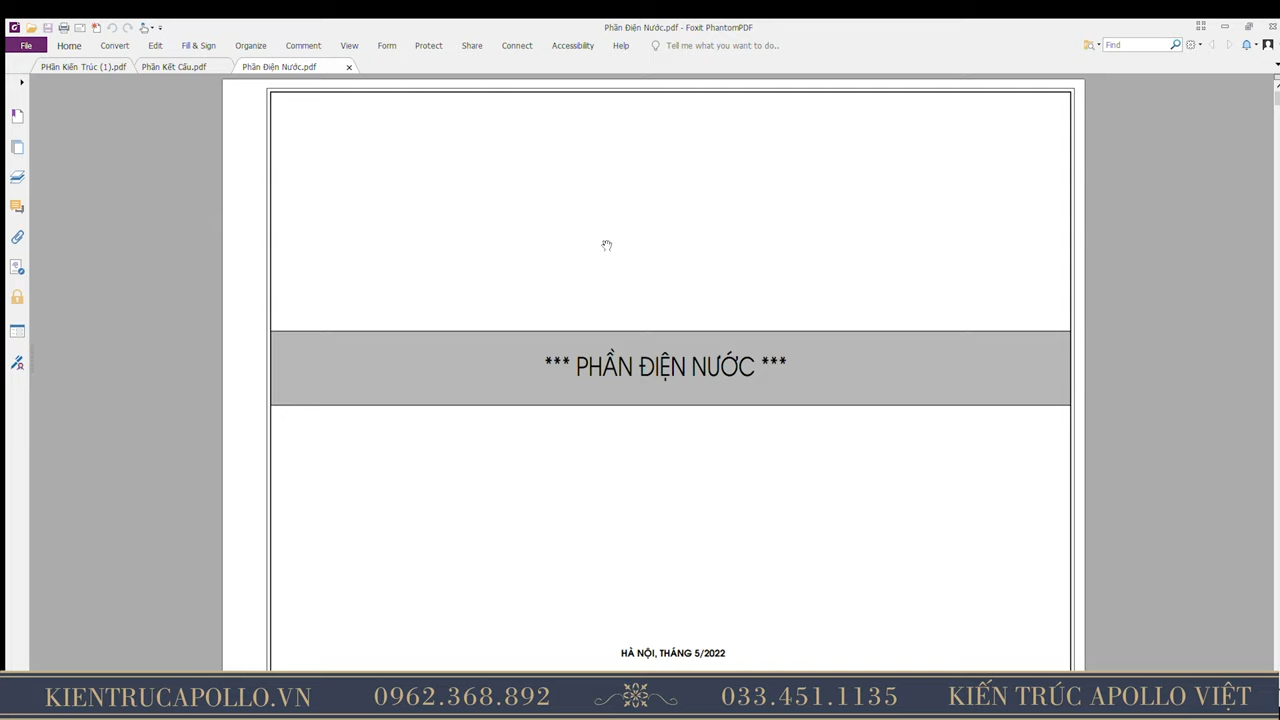 Phần Điện Nước.pdf - Foxit PhantomPDF
File Home Convert Edit Fill & Sign Organize Comment View Form Protect Share Connect Accessibility Help Tell me what you want to do.. Find
PHần Kiến Trúc (1).pdf Phần Kết Cấu.pdf Phần Điện Nước.pdf
*** PHẦN ĐIỆN NƯỚC ***
HÀ NỘI, THÁNG 5/2022
KIENTRUCAPOLLO.VN 0962.368.892 033.451.1135 KIẾN TRÚC APOLLO VIỆT